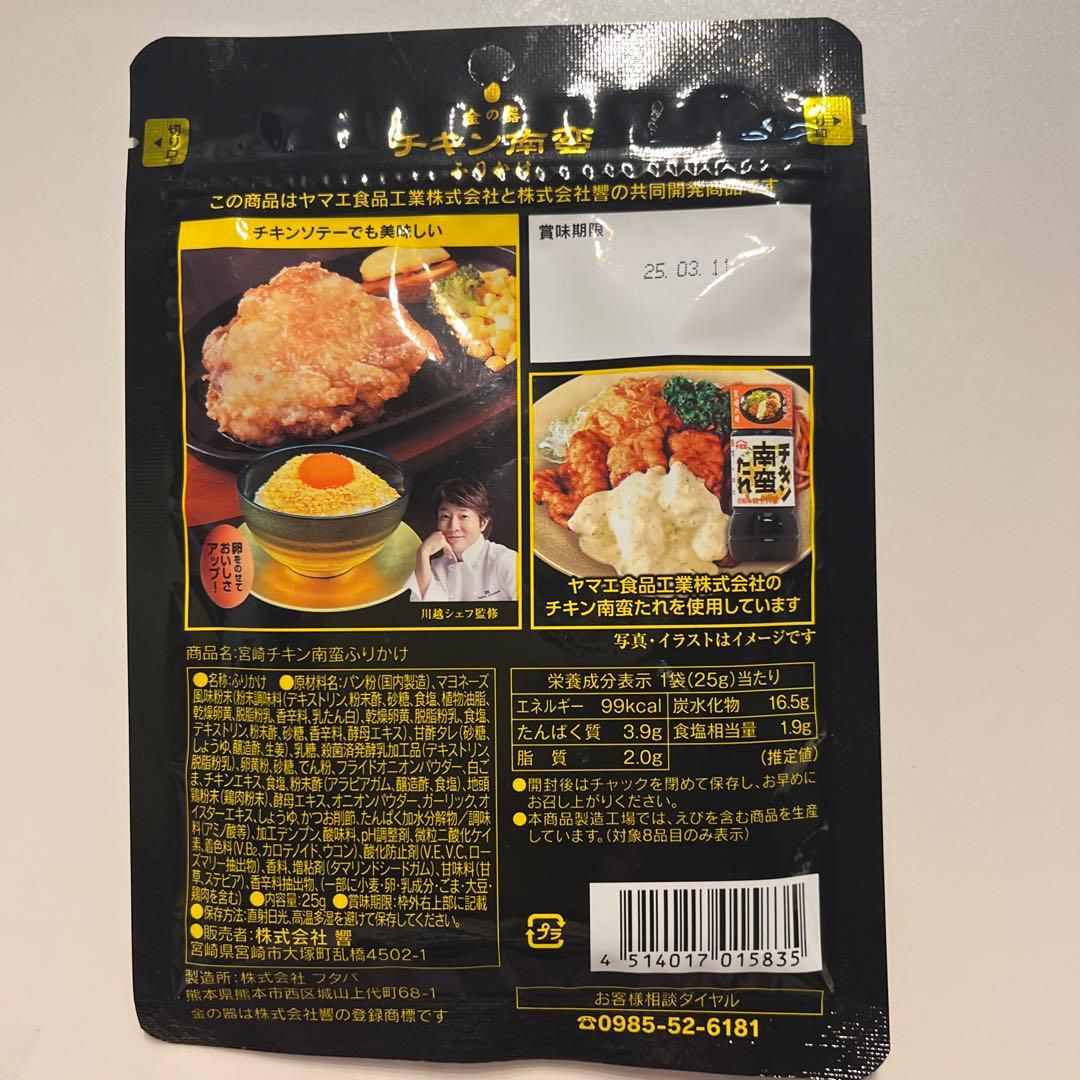 切り口
切り口
金の器
チキン南蛮
ふりかけ
この商品はヤマエ食品工業株式会社と株式会社響の共同開発商品です
チキンソテーでも美味しい
卵をのせて
おいしさ
アップ!
川越シェフ監修
賞味期限
25. 03. 11
チキン
南蛮
たれ
ヤマエ食品工業株式会社の
チキン南蛮たれを使用しています
写真・イラストはイメージです
商品名:宮崎チキン南蛮ふりかけ
●名称:ふりかけ ●原材料名:パン粉(国内製造)、マヨネーズ
風味粉末(粉末調味料(デキストリン、粉末酢、砂糖、食塩、植物油脂、
乾燥卵黄、脱脂粉乳、香辛料、乳たん白)、乾燥卵黄、脱脂粉乳、食塩、
デキストリン、粉末酢、砂糖、香辛料、酵母エキス)、甘酢タレ(砂糖、
しょうゆ、醸造酢、生姜)、乳糖、殺菌済発酵乳加工品(デキストリン、
脱脂粉乳)、卵黄粉、砂糖、でん粉、フライドオニオンパウダー、白ご
ま、チキンエキス、食塩、粉末酢(アラビアガム、醸造酢、食塩)、地頭
鶏粉末(鶏肉粉末)、酵母エキス、オニオンパウダー、ガーリック、オ
イスターエキス、しょうゆ、かつお削節、たんぱく加水分解物/調味
料(アミノ酸等)、加工デンプン、酸味料、pH調整剤、微粒二酸化ケイ
素、着色料(V.B₂、カロテノイド、ウコン)、酸化防止剤(V.E、V.C、ロー
ズマリー抽出物)、香料、増粘剤(タマリンドシードガム)、甘味料(甘
草、ステビア)、香辛料抽出物、(一部に小麦・卵・乳成分・ごま・大豆・
鶏肉を含む) ●内容量:25g ●賞味期限:枠外右上部に記載
●保存方法:直射日光、高温多湿を避けて保存してください。
●販売者:株式会社 響
宮崎県宮崎市大塚町乱橋4502-1
製造所:株式会社 フタバ
熊本県熊本市西区城山上代町68-1
金の器は株式会社響の登録商標です
栄養成分表示 1袋(25g)当たり
エネルギー 99kcal 炭水化物 16.5g
たんぱく質 3.9g 食塩相当量 1.9g
脂 質 2.0g (推定値)
●開封後はチャックを閉めて保存し、お早めに
お召し上がりください。
●本商品製造工場では、えびを含む商品を生産
しています。(対象8品目のみ表示)
プラ
4 514017 015835
お客様相談ダイヤル
☎0985-52-6181